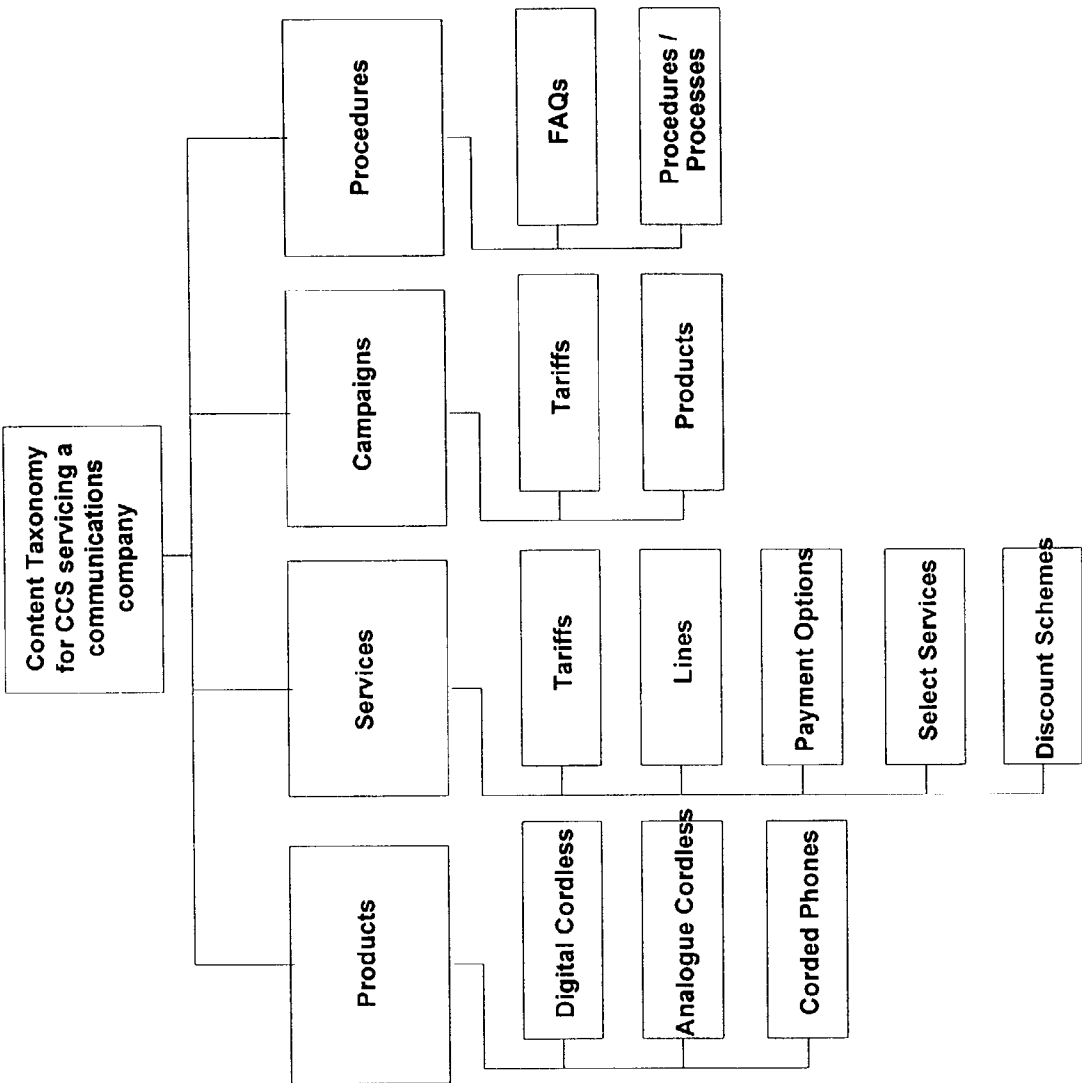 Content Taxonomy
for CCS servicing a
communications
company
Products
Services
Campaigns
Procedures
Digital Cordless
Analogue Cordless
Corded Phones
Tariffs
Lines
Payment Options
Select Services
Discount Schemes
Tariffs
Products
FAQs
Procedures /
Processes